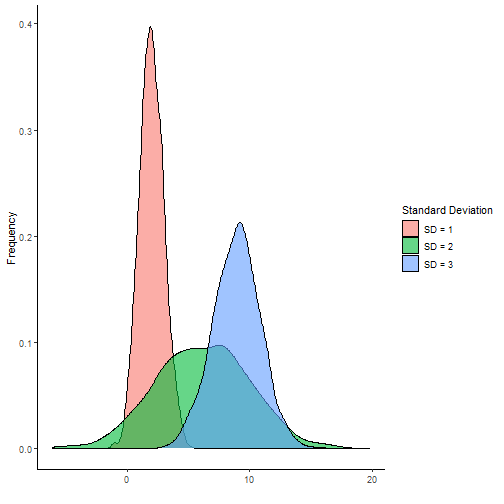 0.4
0.3
0.2
0.1
0.0
Frequency
0
10
20
Standard Deviation
SD = 1
SD = 2
SD = 3